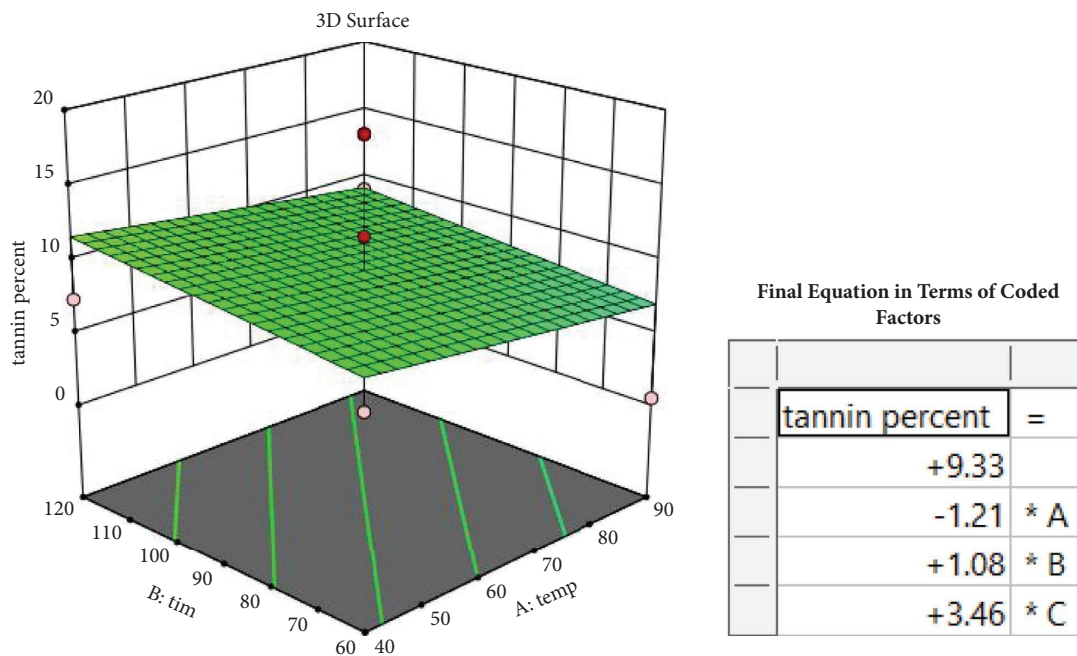 3D Surface
20
15
10
5
0
tannin percent
120
110
100
90
80
70
60
B: tim
40
50
60
70
80
90
A: temp
Final Equation in Terms of Coded
Factors
tannin percent =
+9.33
-1.21 * A
+1.08 * B
+3.46 * C